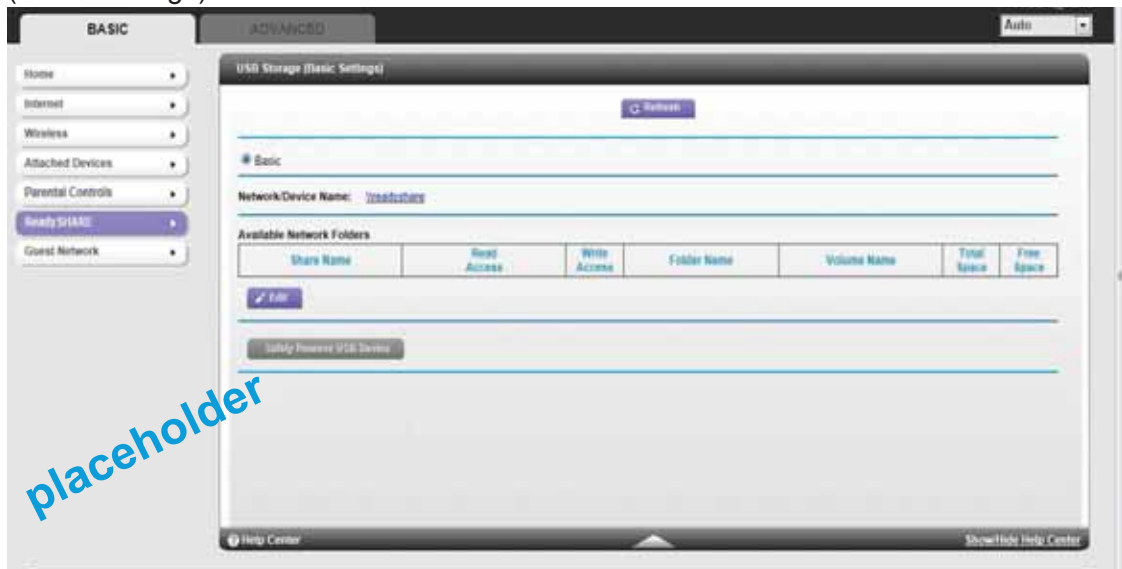 BASIC
ADVANCED
Auto
Home
Internet
Wireless
Attached Devices
Parental Controls
ReadySHARE
Guest Network
USB Storage (Basic Settings)
Refresh
Basic
Network/Device Name: \\readyshare
Available Network Folders
Share Name Read Access Write Access Folder Name Volume Name Total Space Free Space
Edit
Safely Remove USB Device
placeholder
Help Center Show/Hide Help Center